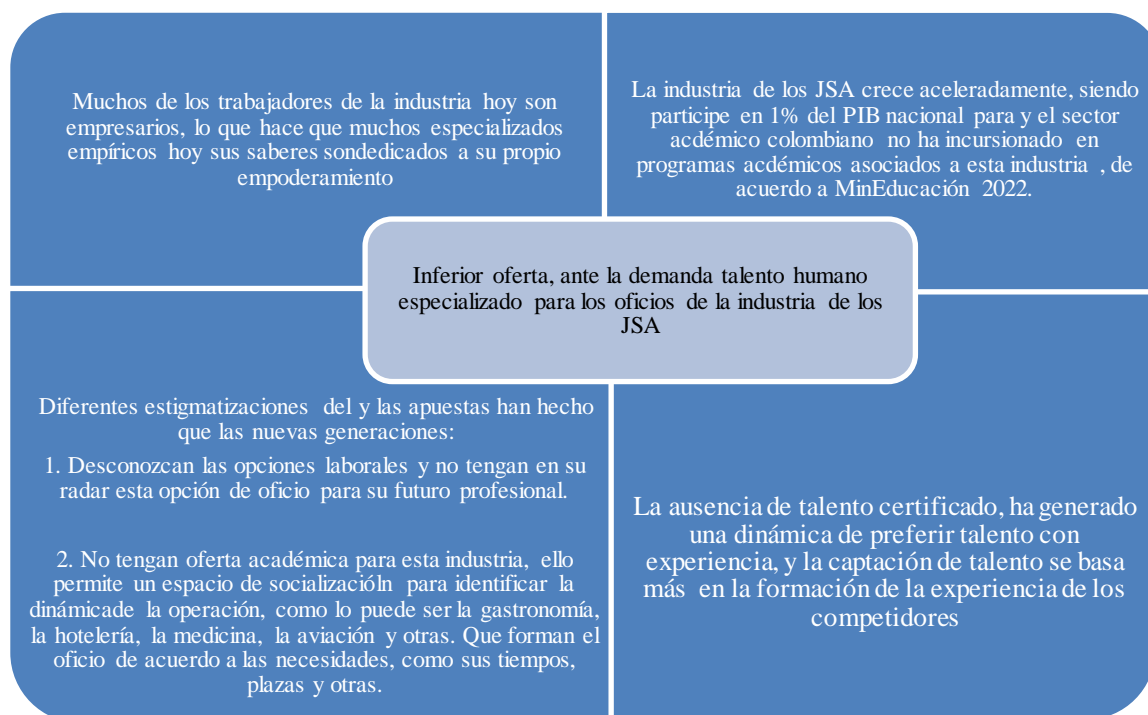 Muchos de los trabajadores de la industria hoy son
empresarios, lo que hace que muchos especializados
empíricos hoy sus saberes sondedicados a su propio
empoderamiento
La industria de los JSA crece aceleradamente, siendo
participe en 1% del PIB nacional para y el sector
acdémico colombiano no ha incursionado en
programas acdémicos asociados a esta industria , de
acuerdo a MinEducación 2022.
Inferior oferta, ante la demanda talento humano
especializado para los oficios de la industria de los
JSA
Diferentes estigmatizaciones del y las apuestas han hecho
que las nuevas generaciones:
1. Desconozcan las opciones laborales y no tengan en su
radar esta opción de oficio para su futuro profesional.
2. No tengan oferta académica para esta industria, ello
permite un espacio de socializacióln para identificar la
dinámicade la operación, como lo puede ser la gastronomía,
la hotelería, la medicina, la aviación y otras. Que forman el
oficio de acuerdo a las necesidades, como sus tiempos,
plazas y otras.
La ausencia de talento certificado, ha generado
una dinámica de preferir talento con
experiencia, y la captación de talento se basa
más en la formación de la experiencia de los
competidores